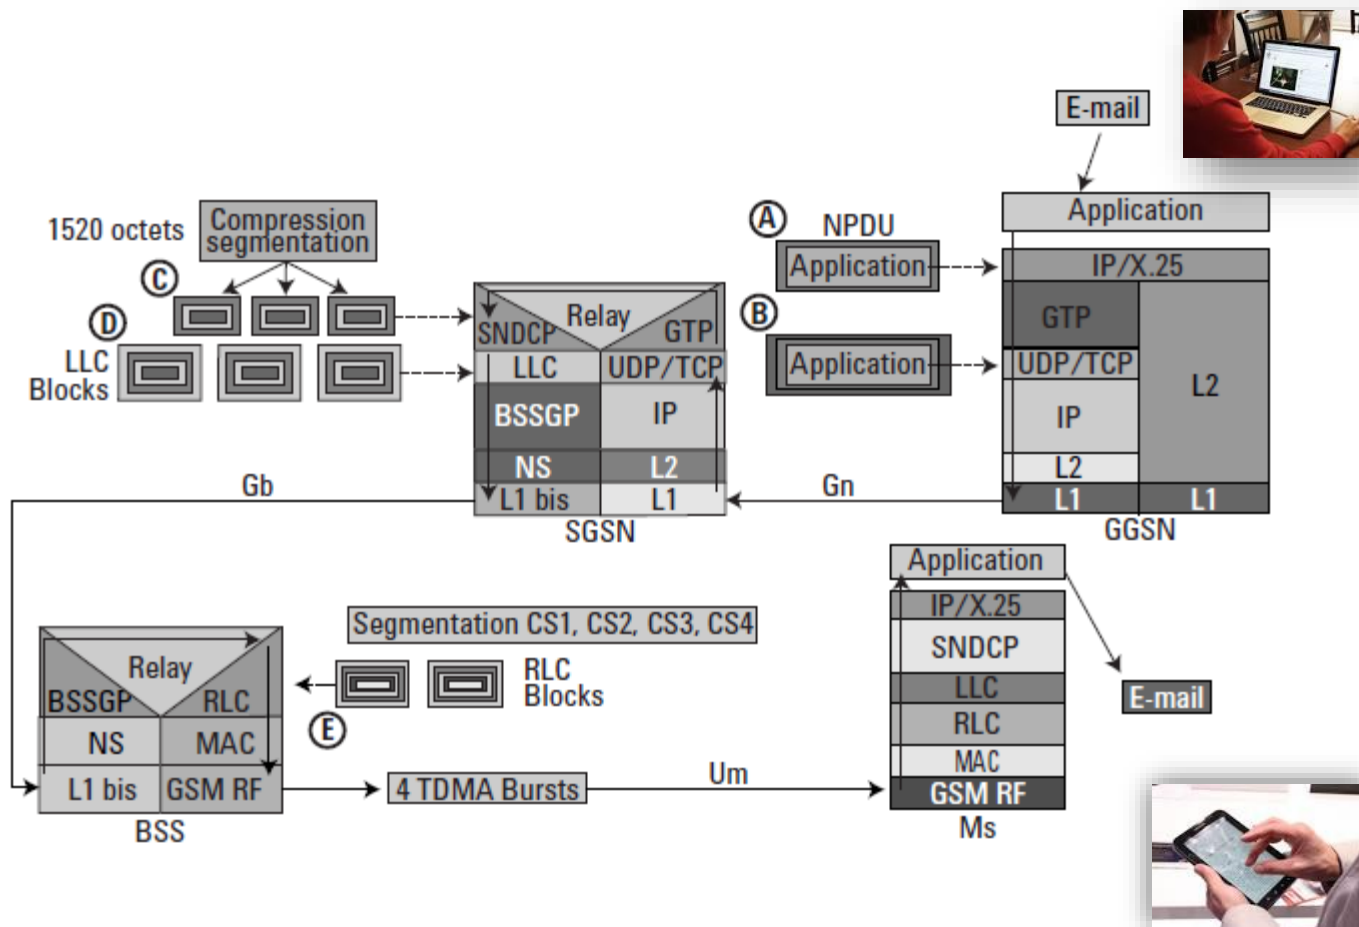 E-mail
Application
IP/X.25
GTP
UDP/TCP
IP
L2
L1
L2
L1
GGSN
A
NPDU
Application
B
Application
1520 octets
Compression
segmentation
C
D
LLC
Blocks
SNDCP
Relay
GTP
LLC
UDP/TCP
BSSGP
IP
NS
L2
L1 bis
L1
SGSN
Gb
Gn
Segmentation CS1, CS2, CS3, CS4
RLC
Blocks
E
Relay
BSSGP
RLC
NS
MAC
L1 bis
GSM RF
BSS
4 TDMA Bursts
Um
Application
IP/X.25
SNDCP
LLC
RLC
MAC
GSM RF
Ms
E-mail